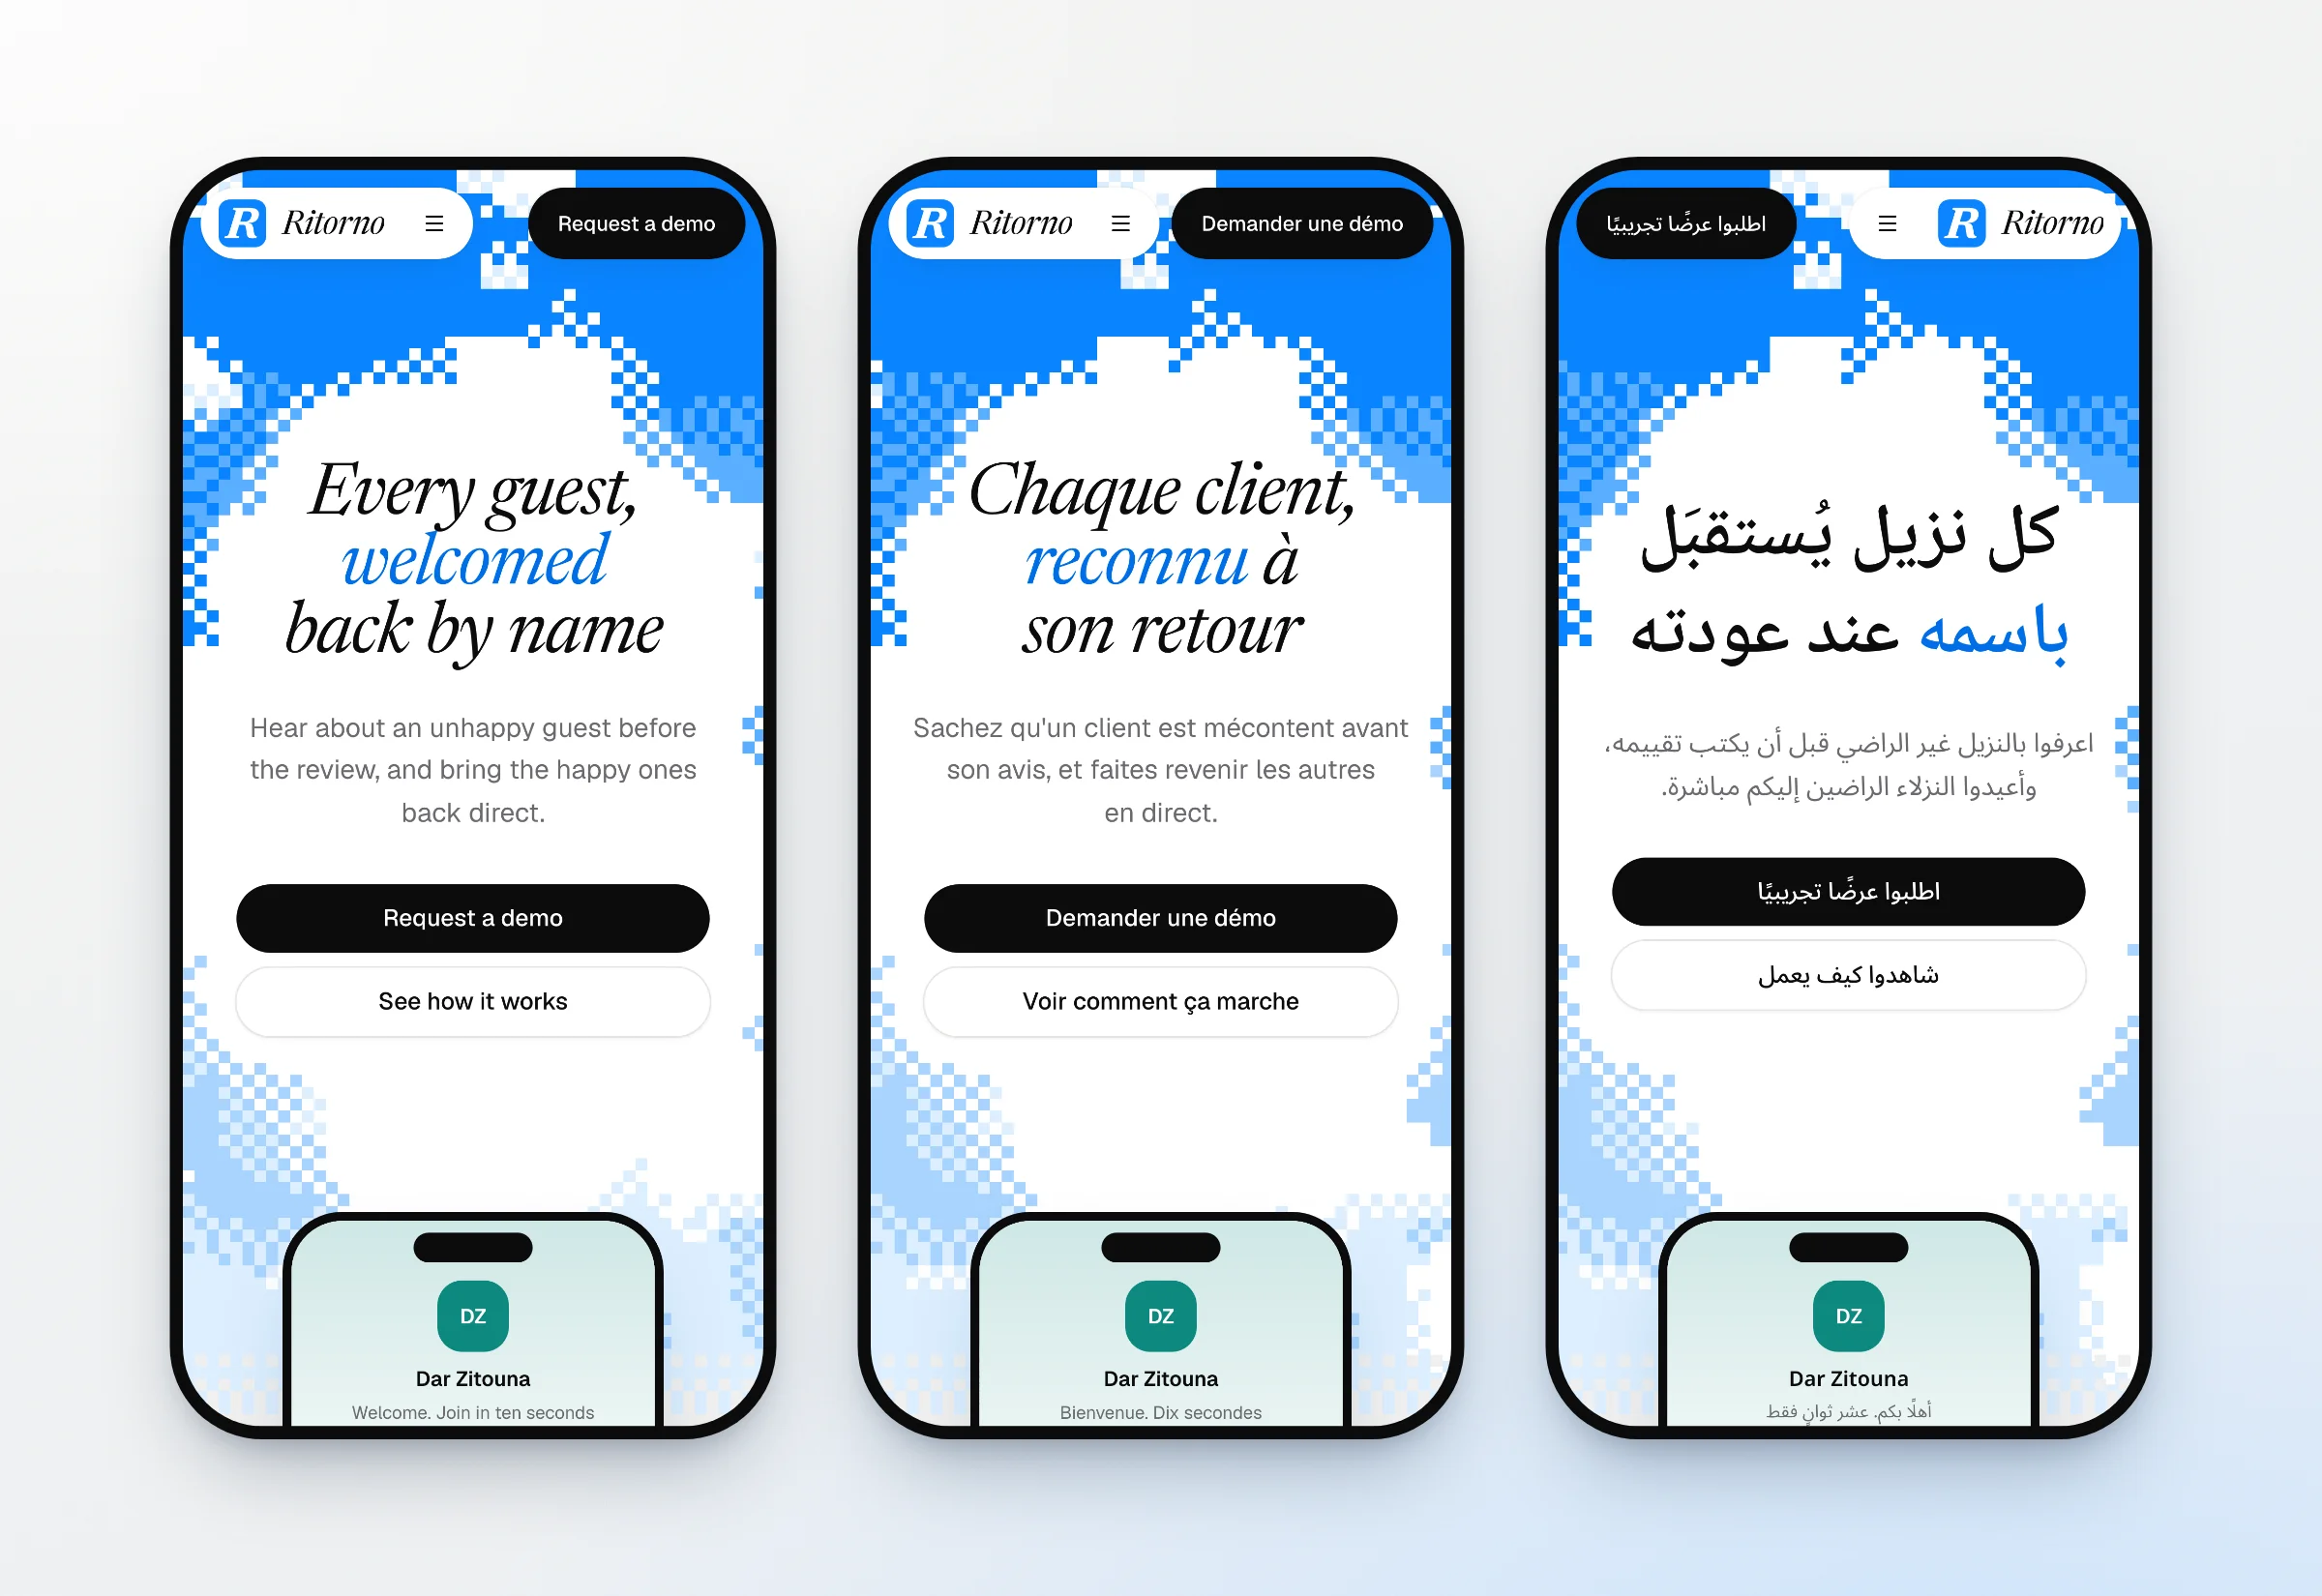 R Ritorno
Request a demo
Every guest,
welcomed
back by name
Hear about an unhappy guest before
the review, and bring the happy ones
back direct.
Request a demo
See how it works
DZ
Dar Zitouna
Welcome. Join in ten seconds
R Ritorno
Demander une démo
Chaque client,
reconnu à
son retour
Sachez qu'un client est mécontent avant
son avis, et faites revenir les autres
en direct.
Demander une démo
Voir comment ça marche
DZ
Dar Zitouna
Bienvenue. Dix secondes
R Ritorno
اطلبوا عرضًا تجريبيًا
كل نزيل يُستقبَل
باسمه عند عودته
اعرفوا بالنزيل غير الراضي قبل أن يكتب تقييمه،
وأعيدوا النزلاء الراضين إليكم مباشرة.
اطلبوا عرضًا تجريبيًا
شاهدوا كيف يعمل
DZ
Dar Zitouna
أهلًا بكم. عشر ثوانٍ فقط